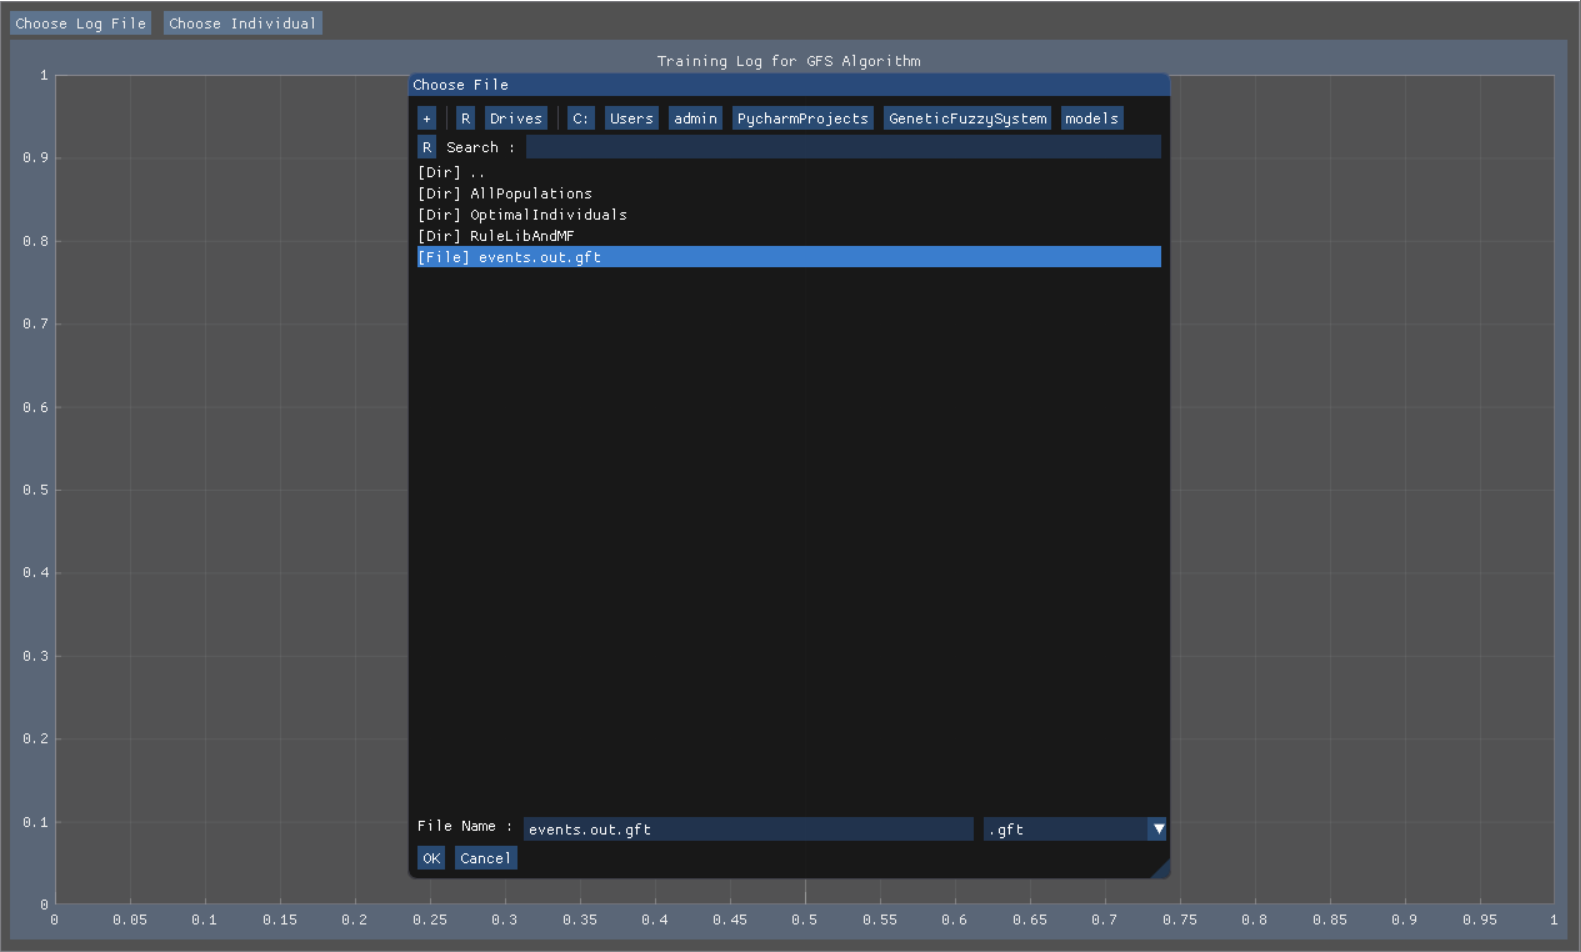 Choose Log File Choose Individual
Training Log for GFS Algorithm
Choose File
+ R Drives C: Users admin PycharmProjects GeneticFuzzySystem models
R Search :
[Dir] ..
[Dir] AllPopulations
[Dir] OptimalIndividuals
[Dir] RuleLibAndMF
[File] events.out.gft
File Name : events.out.gft .gft
OK Cancel
1
0.9
0.8
0.7
0.6
0.5
0.4
0.3
0.2
0.1
0
0 0.05 0.1 0.15 0.2 0.25 0.3 0.35 0.4 0.45 0.5 0.55 0.6 0.65 0.7 0.75 0.8 0.85 0.9 0.95 1